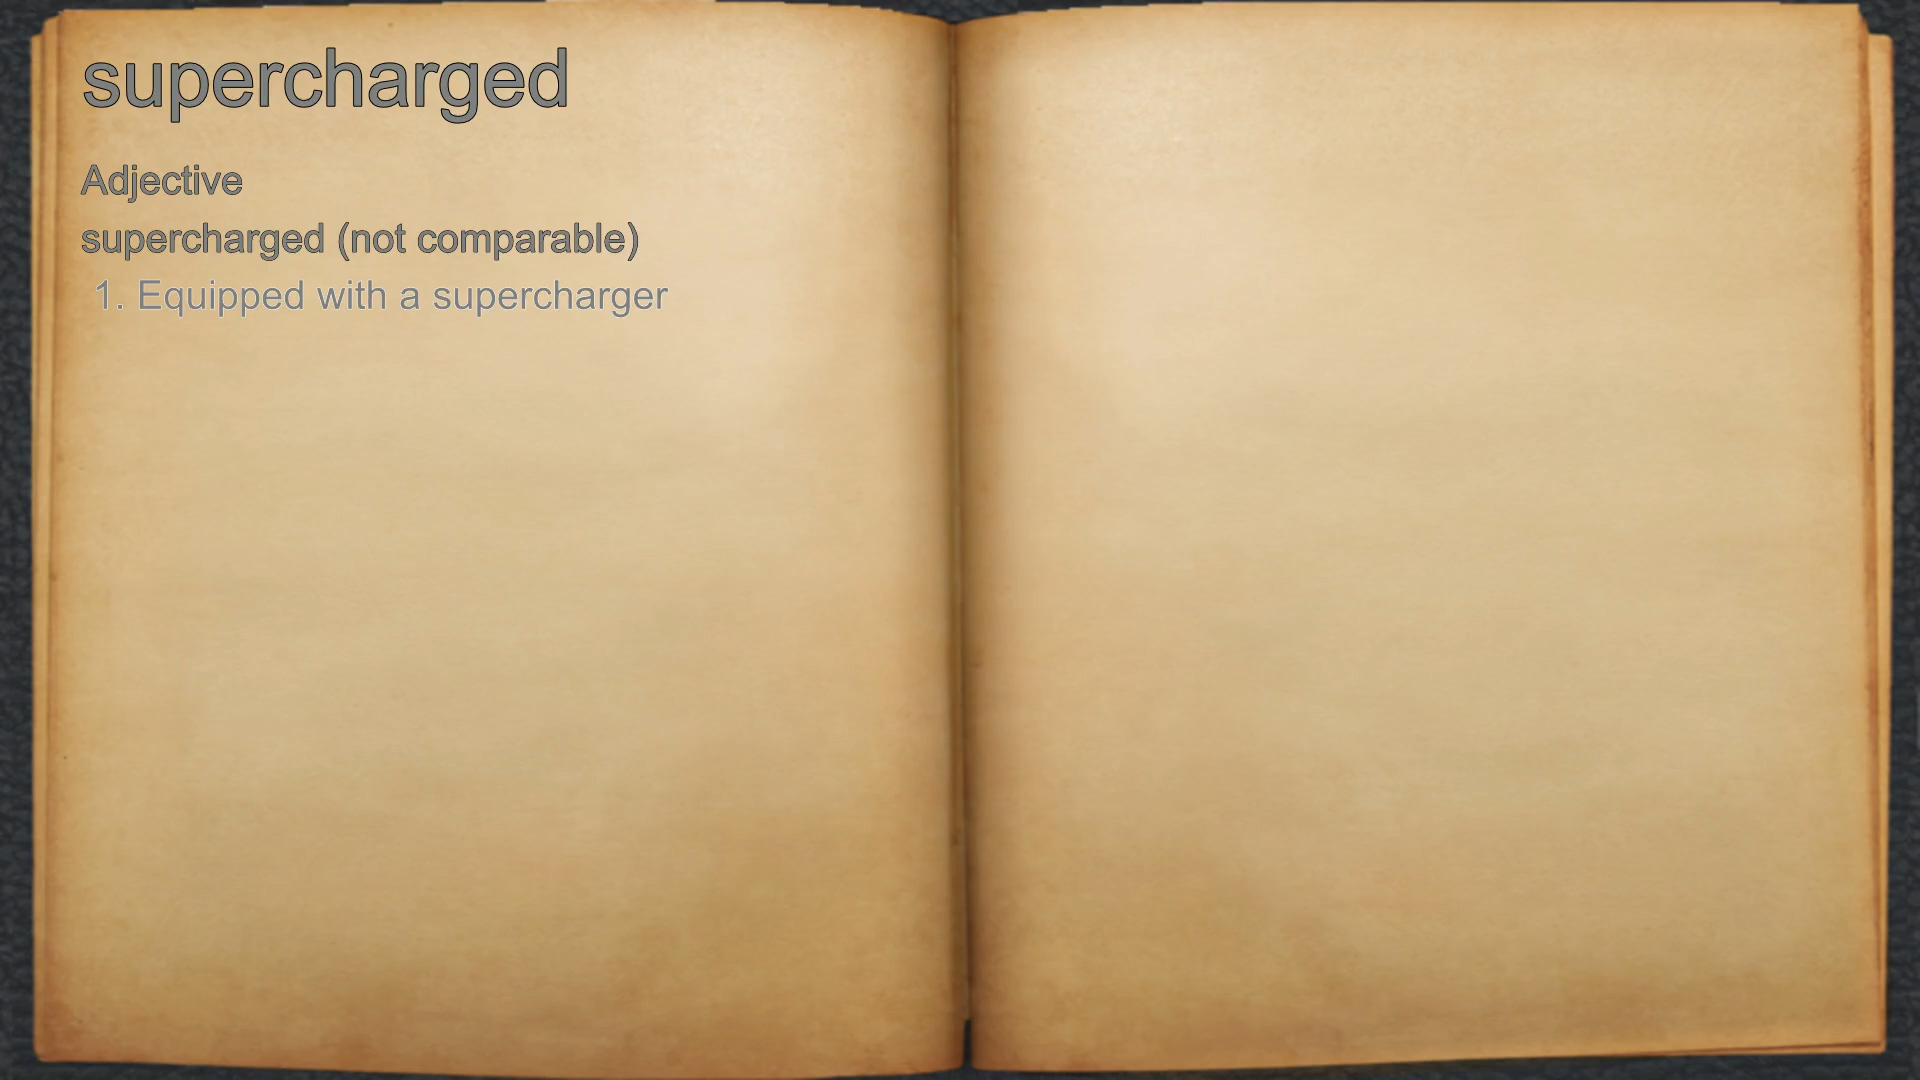 supercharged
Adjective
supercharged (not comparable)
1. Equipped with a supercharger